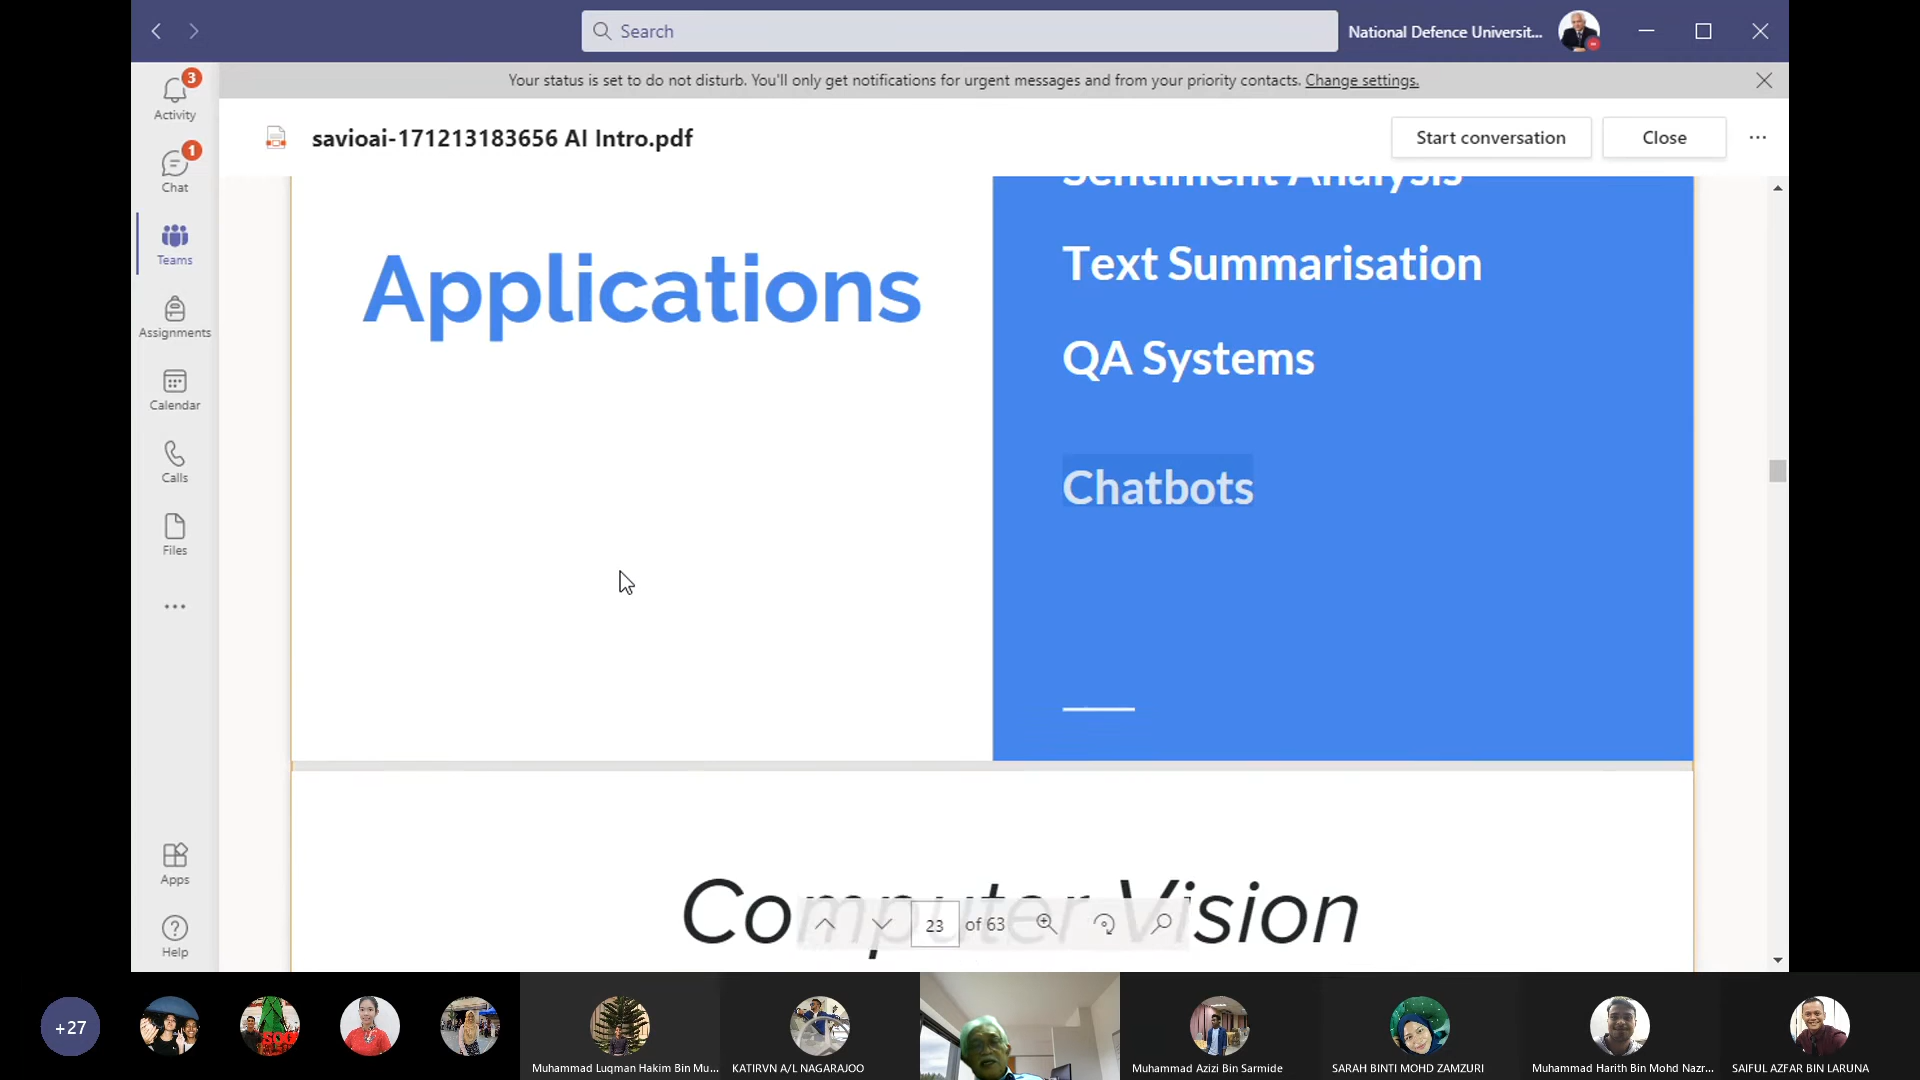 Search
National Defence Universit...
Your status is set to do not disturb. You'll only get notifications for urgent messages and from your priority contacts. Change settings.
3
Activity
1
Chat
Teams
Assignments
Calendar
Calls
Files
Apps
Help
savioai-171213183656 AI Intro.pdf
Start conversation
Close
Sentiment Analysis
Applications
Text Summarisation
QA Systems
Chatbots
Computer Vision
23 of 63
+27
Muhammad Luqman Hakim Bin Mu...
KATIRVN A/L NAGARAJOO
Muhammad Azizi Bin Sarmide
SARAH BINTI MOHD ZAMZURI
Muhammad Harith Bin Mohd Nazr...
SAIFUL AZFAR BIN LARUNA